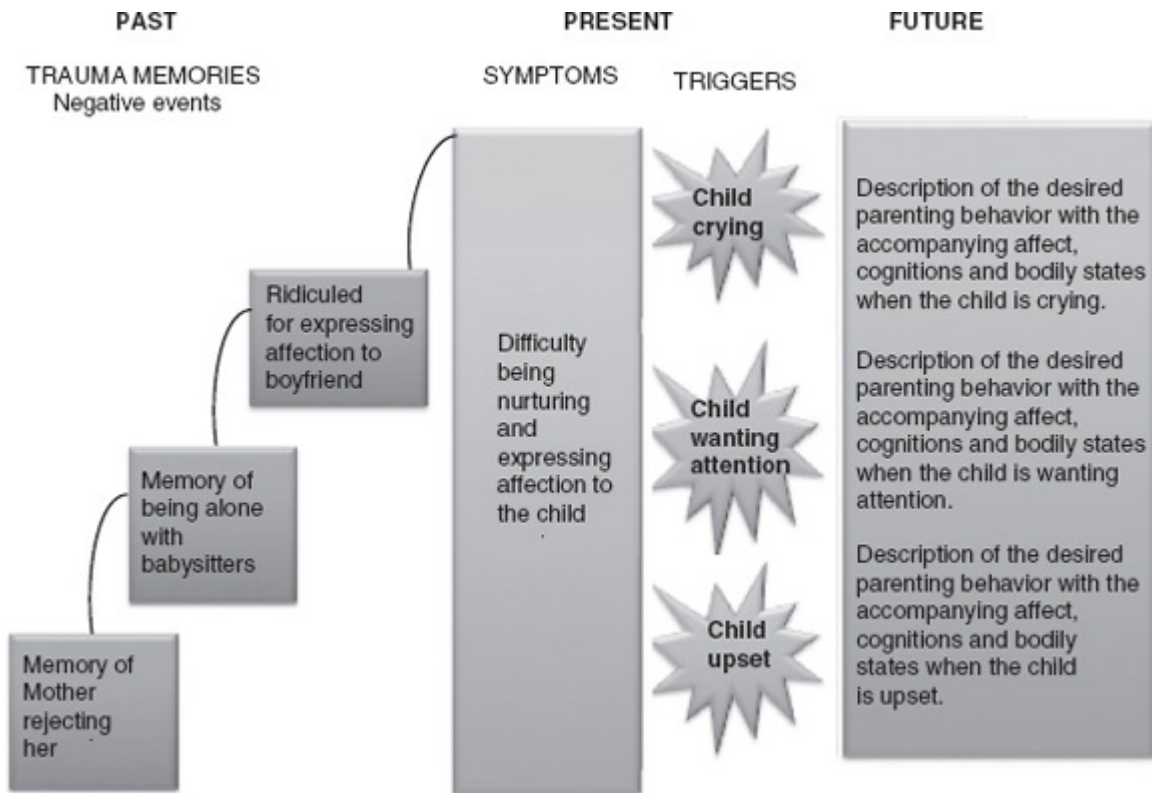 PAST
PRESENT
FUTURE
TRAUMA MEMORIES
Negative events
SYMPTOMS
TRIGGERS
Ridiculed
for expressing
affection to
boyfriend
Memory of
being alone
with
babysitters
Memory of
Mother
rejecting
her
Difficulty
being
nurturing
and
expressing
affection to
the child
.
Child
crying
Child
wanting
attention
Child
upset
Description of the desired
parenting behavior with the
accompanying affect,
cognitions and bodily states
when the child is crying.
Description of the desired
parenting behavior with the
accompanying affect,
cognitions and bodily states
when the child is wanting
attention.
Description of the desired
parenting behavior with the
accompanying affect,
cognitions and bodily
states when the child
is upset.